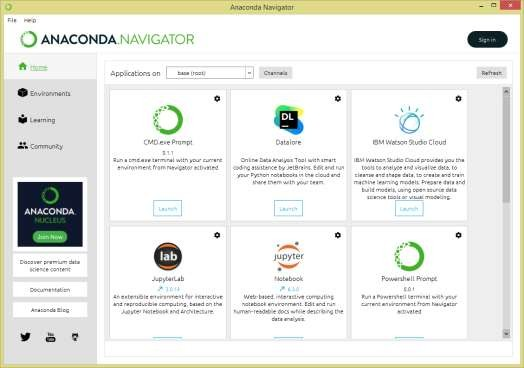 Anaconda Navigator
File Help
ANACONDA.NAVIGATOR
Sign in
Home
Environments
Learning
Community
ANACONDA.
NUCLEUS
Join Now
Discover premium data
science content
Documentation
Anaconda Blog
You
Tube
Applications on
base (root)
Channels
Refresh
CMD.exe Prompt
0.1.1
Run a cmd.exe terminal with your current
environment from Navigator activated
Launch
DL
Datalore
Online Data Analysis Tool with smart
coding assistance by JetBrains. Edit and run
your Python notebooks in the cloud and
share them with your team.
Launch
IBM Watson Studio Cloud
IBM Watson Studio Cloud provides you the
tools to analyze and visualize data, to
cleanse and shape data, to create and train
machine learning models. Prepare data and
build models, using open source data
science tools or visual modeling.
Launch
lab
JupyterLab
3.0.14
An extensible environment for interactive
and reproducible computing, based on the
Jupyter Notebook and Architecture.
jupyter
Notebook
6.3.0
Web-based, interactive computing
notebook environment. Edit and run
human-readable docs while describing the
data analysis.
Powershell Prompt
0.0.1
Run a Powershell terminal with your
current environment from Navigator
activated